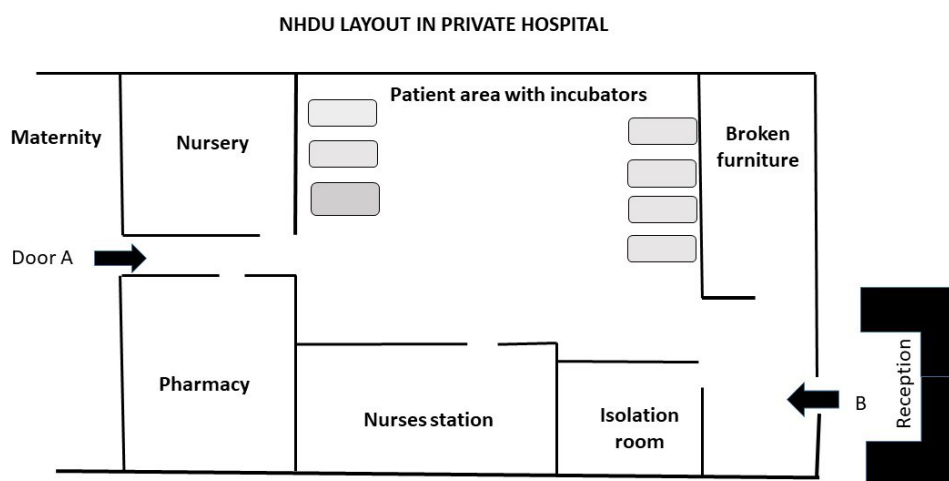 NHDU LAYOUT IN PRIVATE HOSPITAL
Patient area with incubators
Maternity
Nursery
Broken
furniture
Door A
Pharmacy
Nurses station
Isolation
room
B
Reception